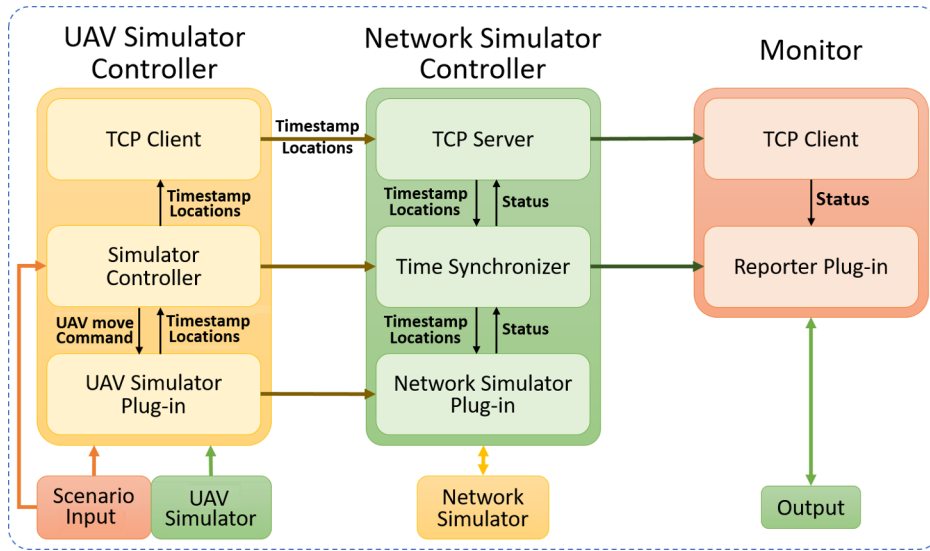 UAV Simulator
Controller
Network Simulator
Controller
Monitor
TCP Client
Timestamp
Locations
TCP Server
TCP Client
Timestamp
Locations
Timestamp
Locations
Status
Status
Simulator
Controller
Time Synchronizer
Reporter Plug-in
UAV move
Command
Timestamp
Locations
Timestamp
Locations
Status
UAV Simulator
Plug-in
Network Simulator
Plug-in
Scenario
Input
UAV
Simulator
Network
Simulator
Output